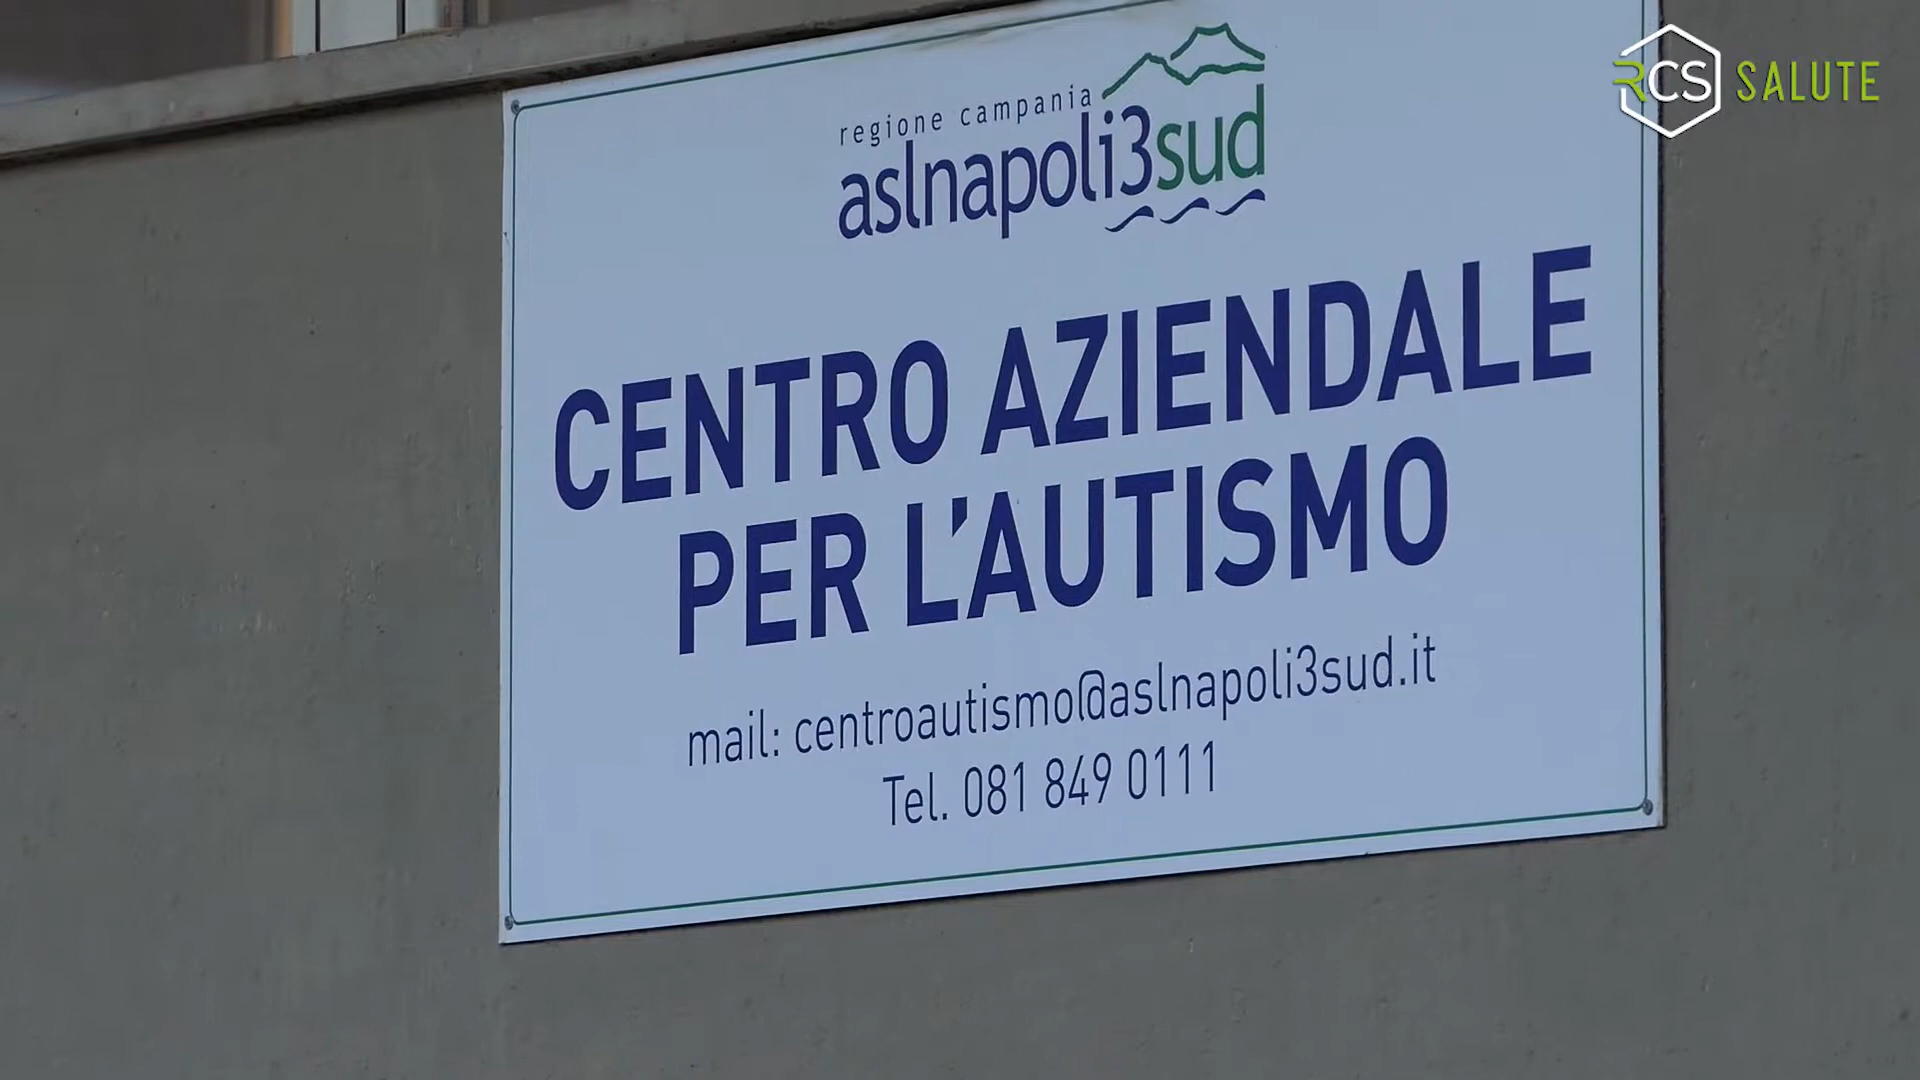 RCS SALUTE
regione campania
aslnapoli3sud
CENTRO AZIENDALE
PER L'AUTISMO
mail: centroautismo@aslnapoli3sud.it
Tel. 081 849 0111